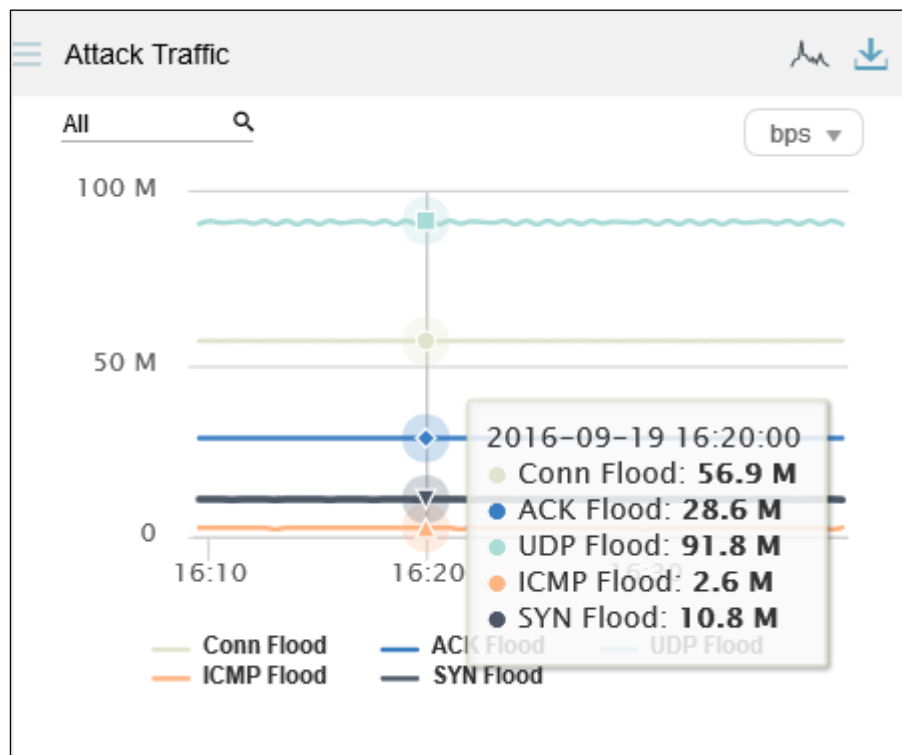 Attack Traffic
All
bps
100 M
50 M
0
16:10
16:20
16:30
2016-09-19 16:20:00
Conn Flood: 56.9 M
ACK Flood: 28.6 M
UDP Flood: 91.8 M
ICMP Flood: 2.6 M
SYN Flood: 10.8 M
Conn Flood ACK Flood UDP Flood
ICMP Flood SYN Flood